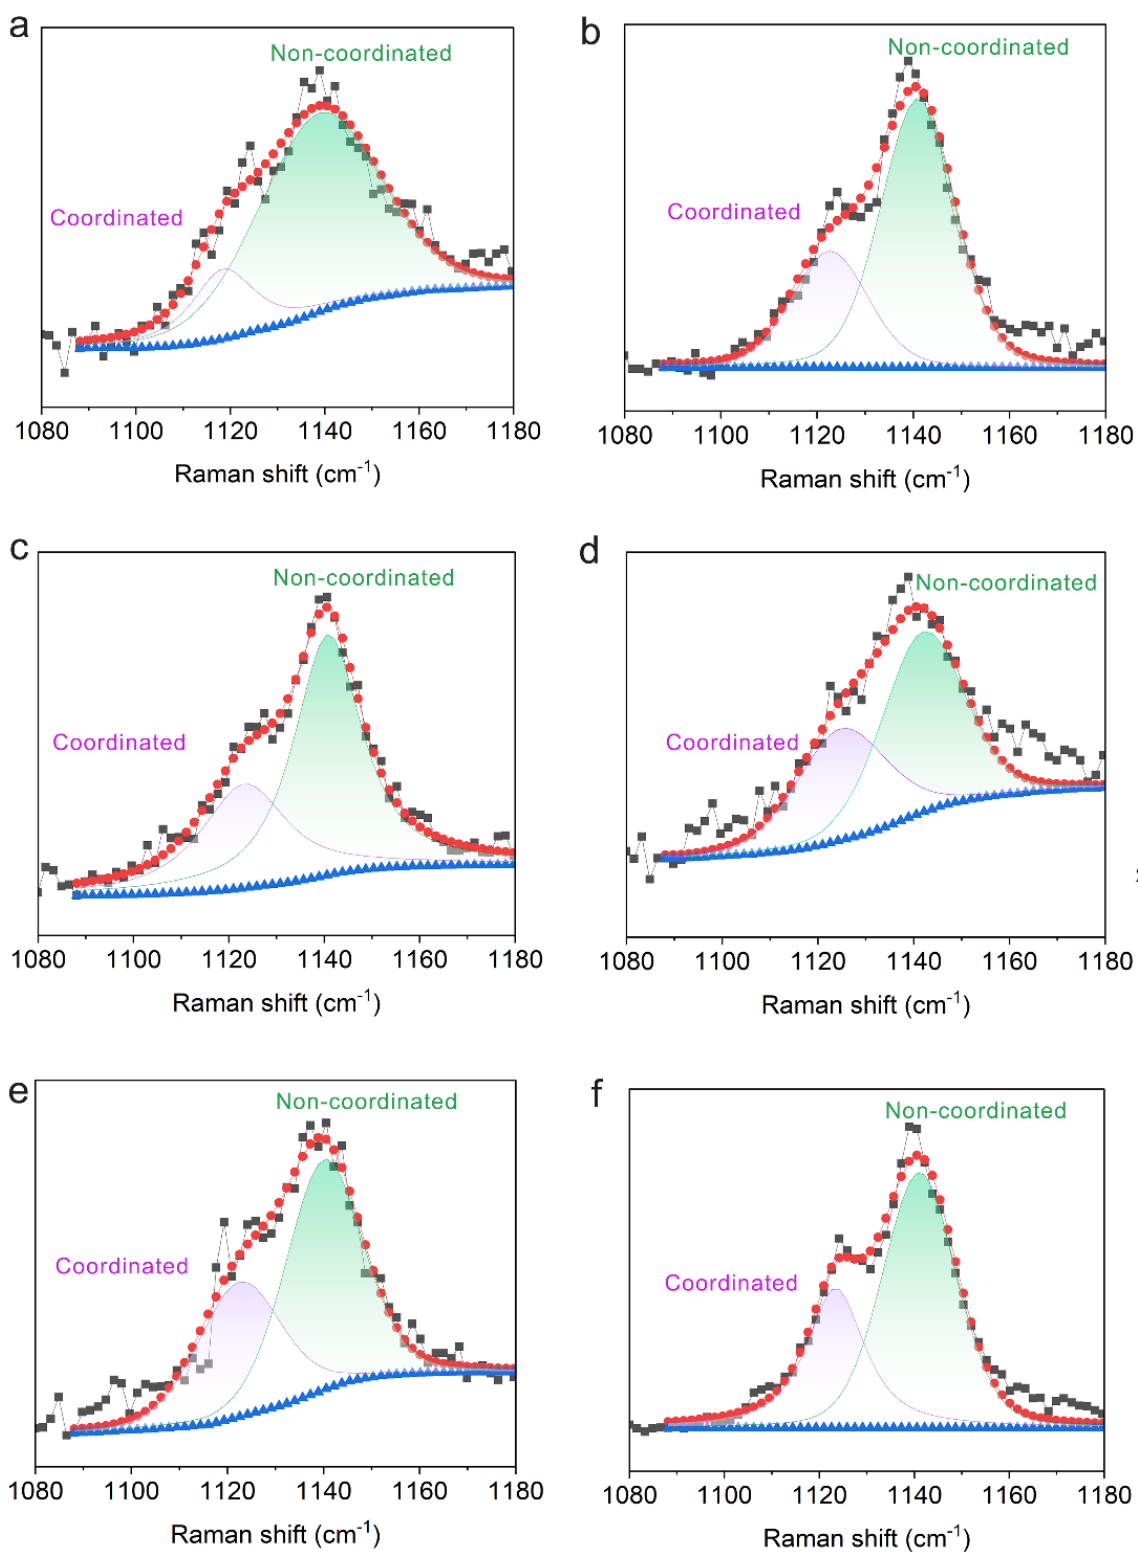 a
Non-coordinated
Coordinated
1080 1100 1120 1140 1160 1180
Raman shift (cm⁻¹)
b
Non-coordinated
Coordinated
1080 1100 1120 1140 1160 1180
Raman shift (cm⁻¹)
c
Non-coordinated
Coordinated
1080 1100 1120 1140 1160 1180
Raman shift (cm⁻¹)
d
Non-coordinated
Coordinated
1080 1100 1120 1140 1160 1180
Raman shift (cm⁻¹)
e
Non-coordinated
Coordinated
1080 1100 1120 1140 1160 1180
Raman shift (cm⁻¹)
f
Non-coordinated
Coordinated
1080 1100 1120 1140 1160 1180
Raman shift (cm⁻¹)